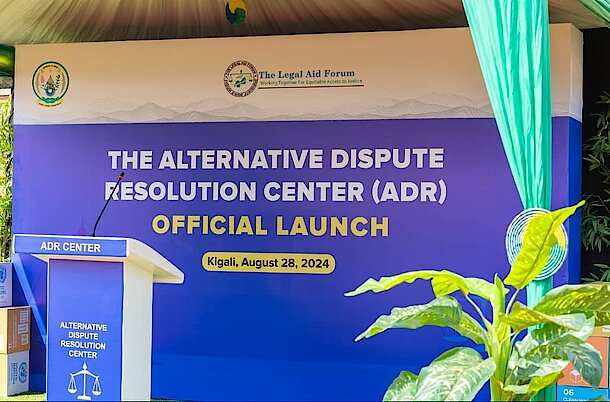 The Legal Aid Forum
Working Together For Equitable Access to Justice
THE ALTERNATIVE DISPUTE
RESOLUTION CENTER (ADR)
OFFICIAL LAUNCH
Kigali, August 28, 2024
ADR CENTER
ALTERNATIVE
DISPUTE
RESOLUTION
CENTER
06